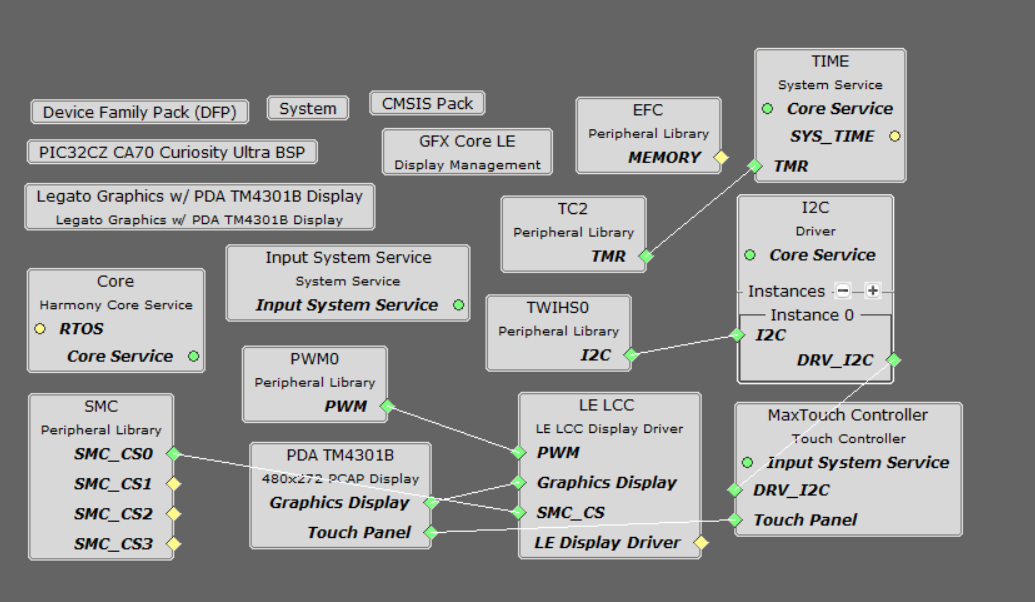 TIME
System Service
Core Service
SYS_TIME
TMR
Device Family Pack (DFP)
System
CMSIS Pack
EFC
Peripheral Library
MEMORY
PIC32CZ CA70 Curiosity Ultra BSP
GFX Core LE
Display Management
Legato Graphics w/ PDA TM4301B Display
Legato Graphics w/ PDA TM4301B Display
TC2
Peripheral Library
TMR
I2C
Driver
Core Service
Instances
Instance 0
I2C
DRV_I2C
Input System Service
System Service
Input System Service
Core
Harmony Core Service
RTOS
Core Service
TWIHS0
Peripheral Library
I2C
PWM0
Peripheral Library
PWM
SMC
Peripheral Library
SMC_CS0
SMC_CS1
SMC_CS2
SMC_CS3
PDA TM4301B
480x272 PCAP Display
Graphics Display
Touch Panel
LE LCC
LE LCC Display Driver
PWM
Graphics Display
SMC_CS
LE Display Driver
MaxTouch Controller
Touch Controller
Input System Service
DRV_I2C
Touch Panel